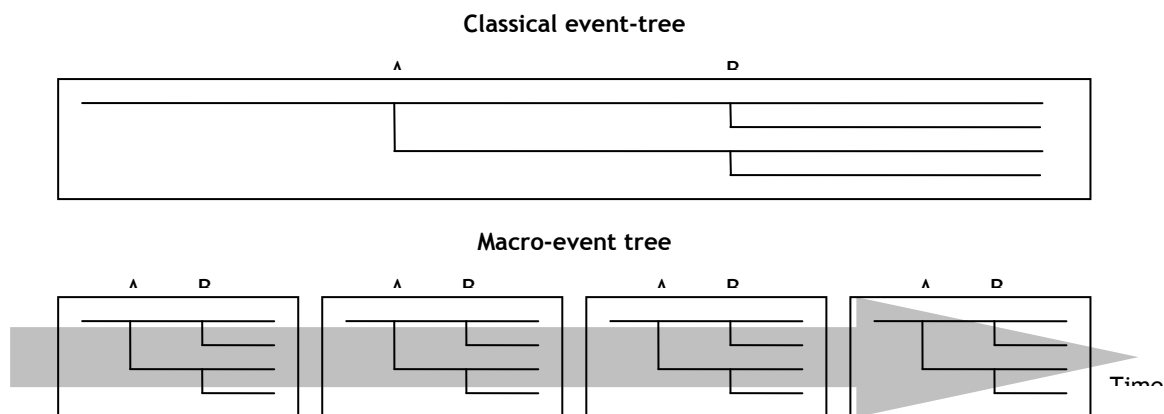 Classical event-tree
A B
Macro-event tree
A B A B A B A B
Time